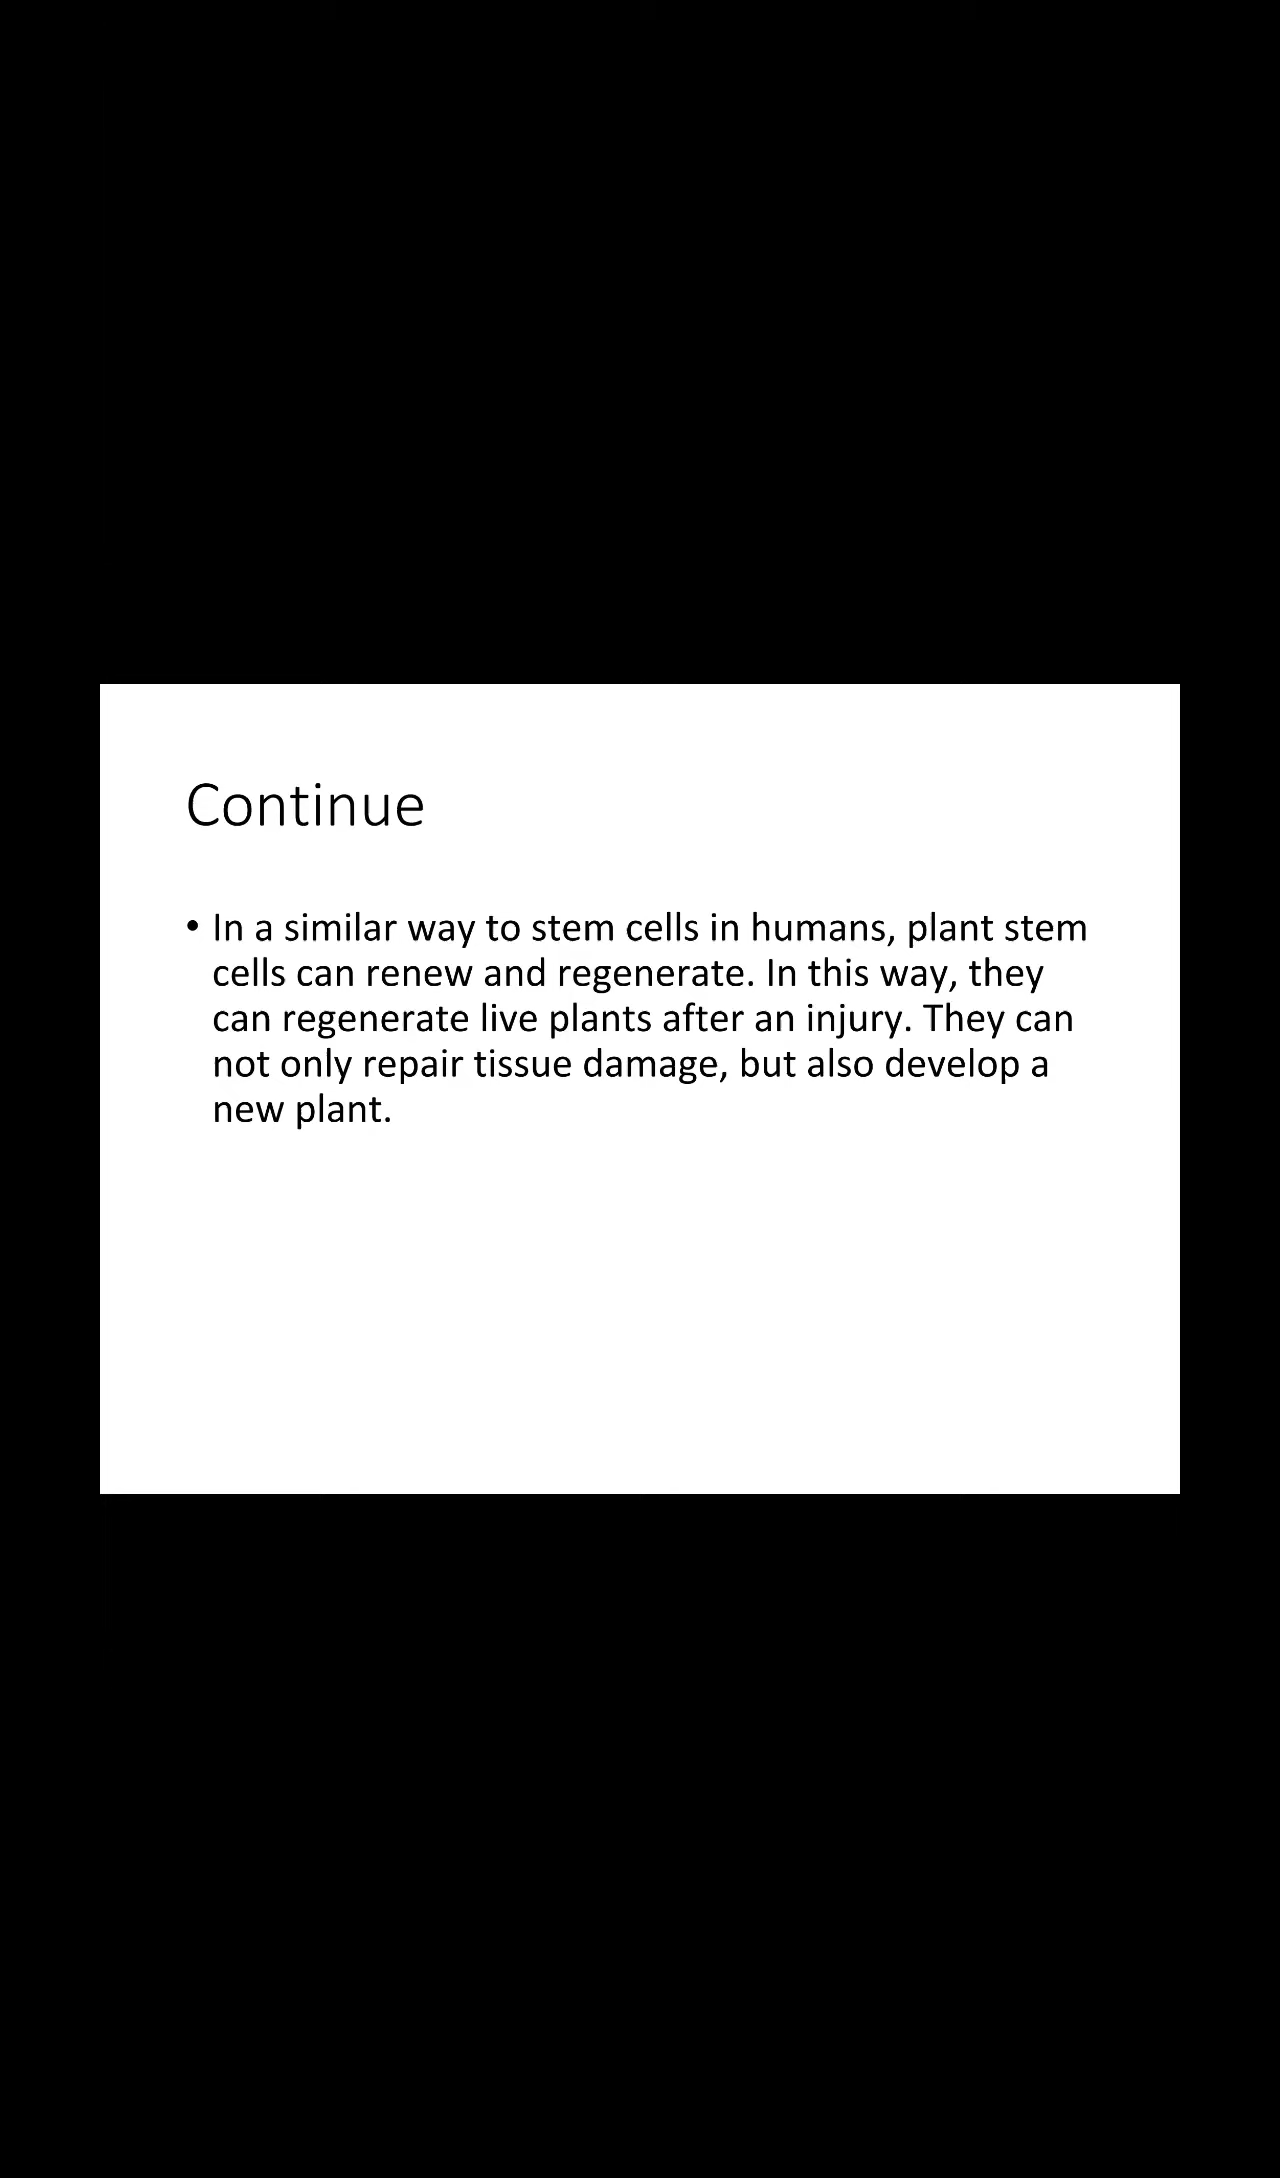 Continue
• In a similar way to stem cells in humans, plant stem
cells can renew and regenerate. In this way, they
can regenerate live plants after an injury. They can
not only repair tissue damage, but also develop a
new plant.